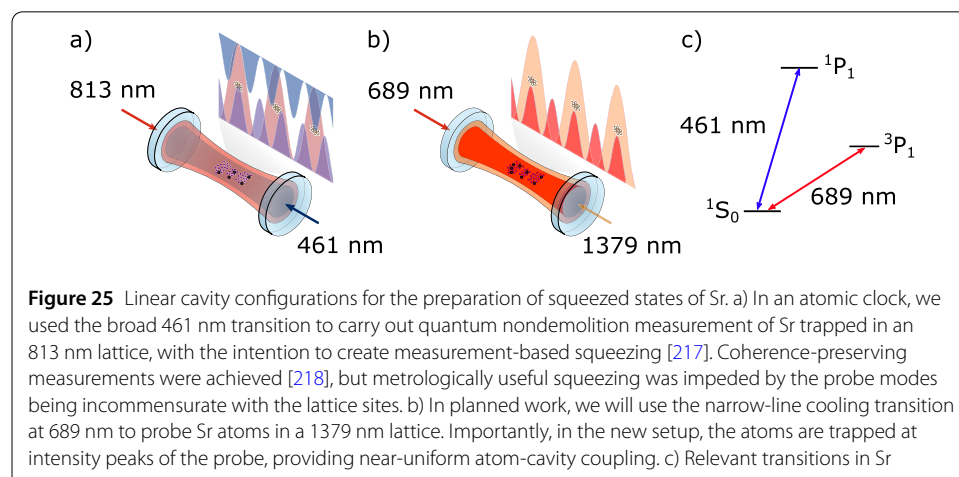 a)
b)
c)
813 nm
461 nm
689 nm
1379 nm
¹P₁
461 nm
³P₁
¹S₀
689 nm
Figure 25 Linear cavity configurations for the preparation of squeezed states of Sr. a) In an atomic clock, we
used the broad 461 nm transition to carry out quantum nondemolition measurement of Sr trapped in an
813 nm lattice, with the intention to create measurement-based squeezing [217]. Coherence-preserving
measurements were achieved [218], but metrologically useful squeezing was impeded by the probe modes
being incommensurate with the lattice sites. b) In planned work, we will use the narrow-line cooling transition
at 689 nm to probe Sr atoms in a 1379 nm lattice. Importantly, in the new setup, the atoms are trapped at
intensity peaks of the probe, providing near-uniform atom-cavity coupling. c) Relevant transitions in Sr